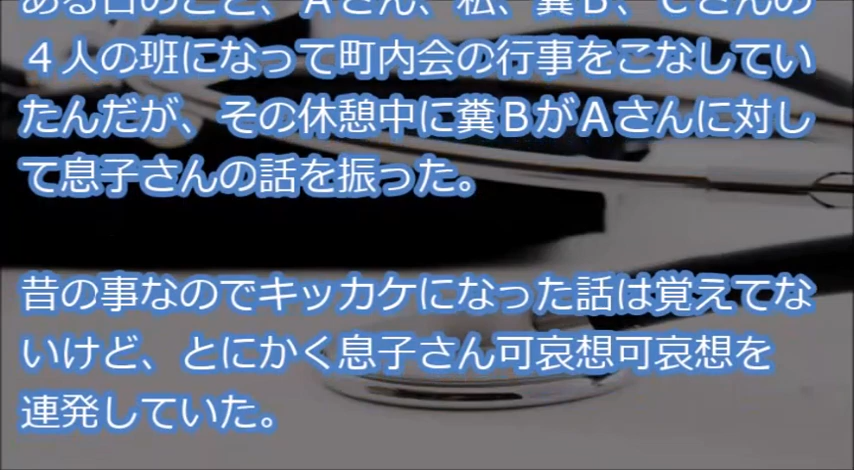 ある日のこと、Ａさん、私、糞Ｂ、Ｃさんの
４人の班になって町内会の行事をこなしてい
たんだが、その休憩中に糞ＢがＡさんに対し
て息子さんの話を振った。
昔の事なのでキッカケになった話は覚えてな
いけど、とにかく息子さん可哀想可哀想を
連発していた。